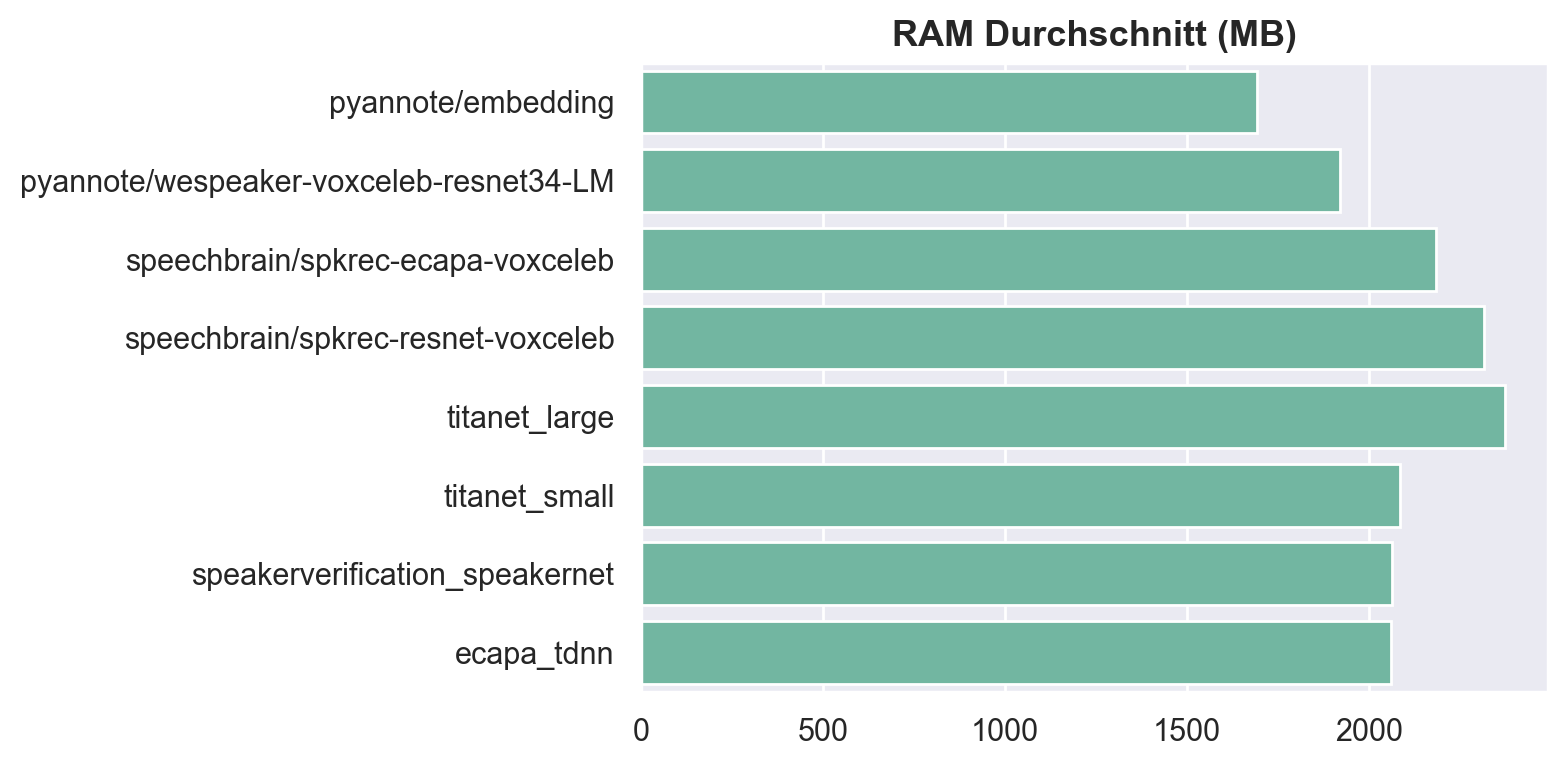 RAM Durchschnitt (MB)
pyannote/embedding
pyannote/wespeaker-voxceleb-resnet34-LM
speechbrain/spkrec-ecapa-voxceleb
speechbrain/spkrec-resnet-voxceleb
titanet_large
titanet_small
speakerverification_speakernet
ecapa_tdnn
0 500 1000 1500 2000